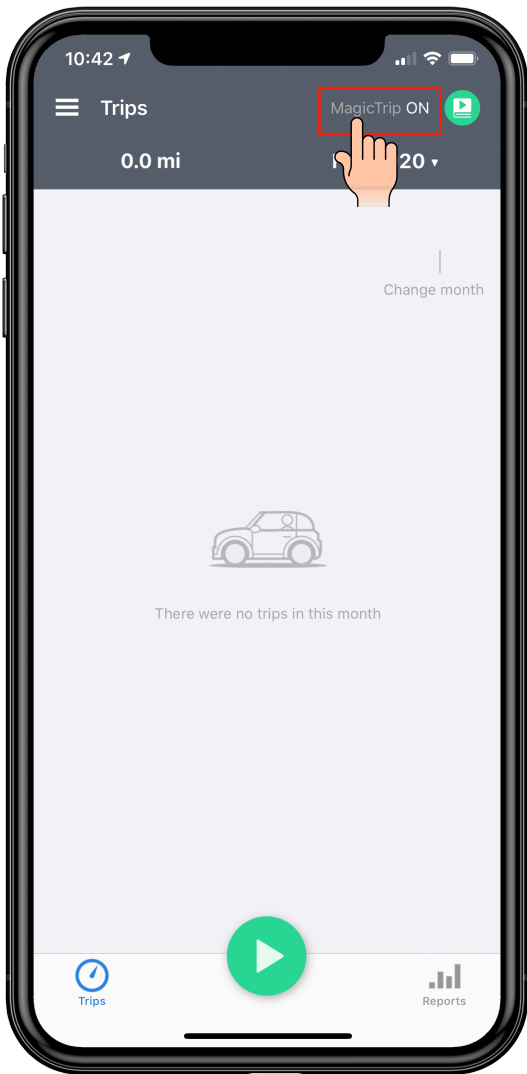 10:42
Trips
MagicTrip ON
0.0 mi
20
Change month
There were no trips in this month
Trips
Reports